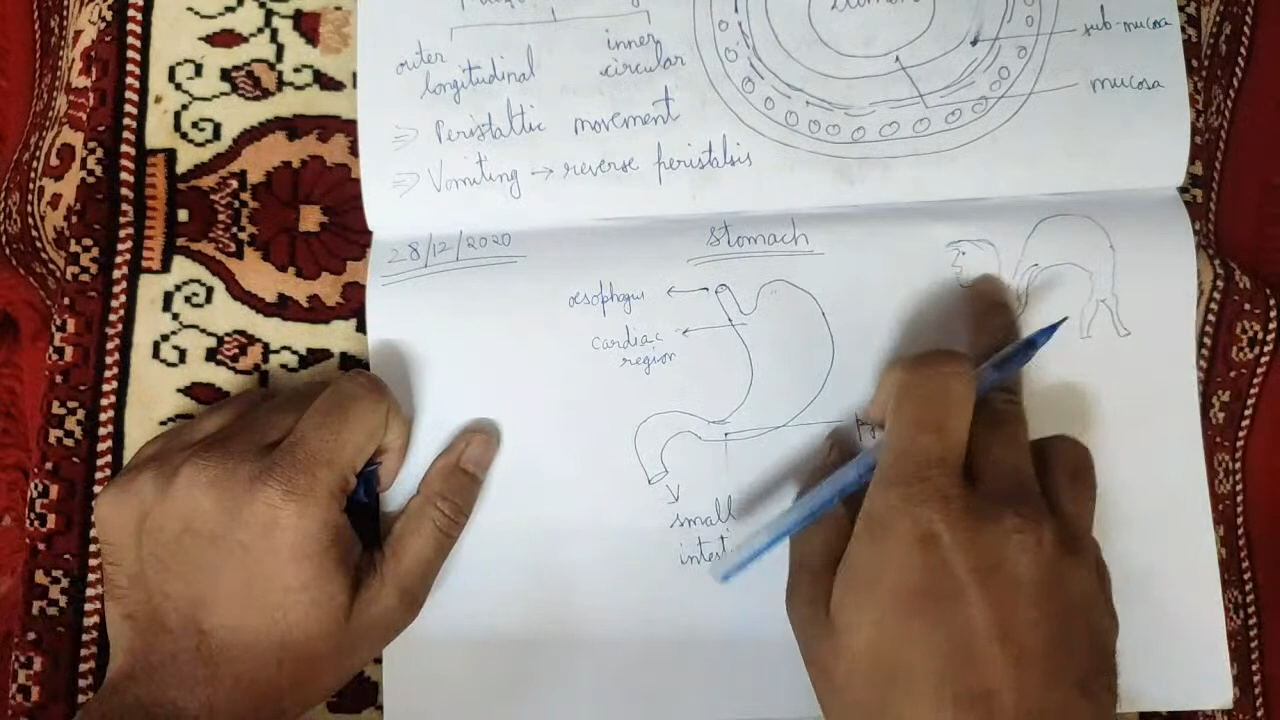 outer
longitudinal
inner
circular
sub-mucosa
mucosa
=> Peristaltic movement
=> Vomiting → reverse peristalsis
28/12/2020
Stomach
oesophagus
cardiac
region
small